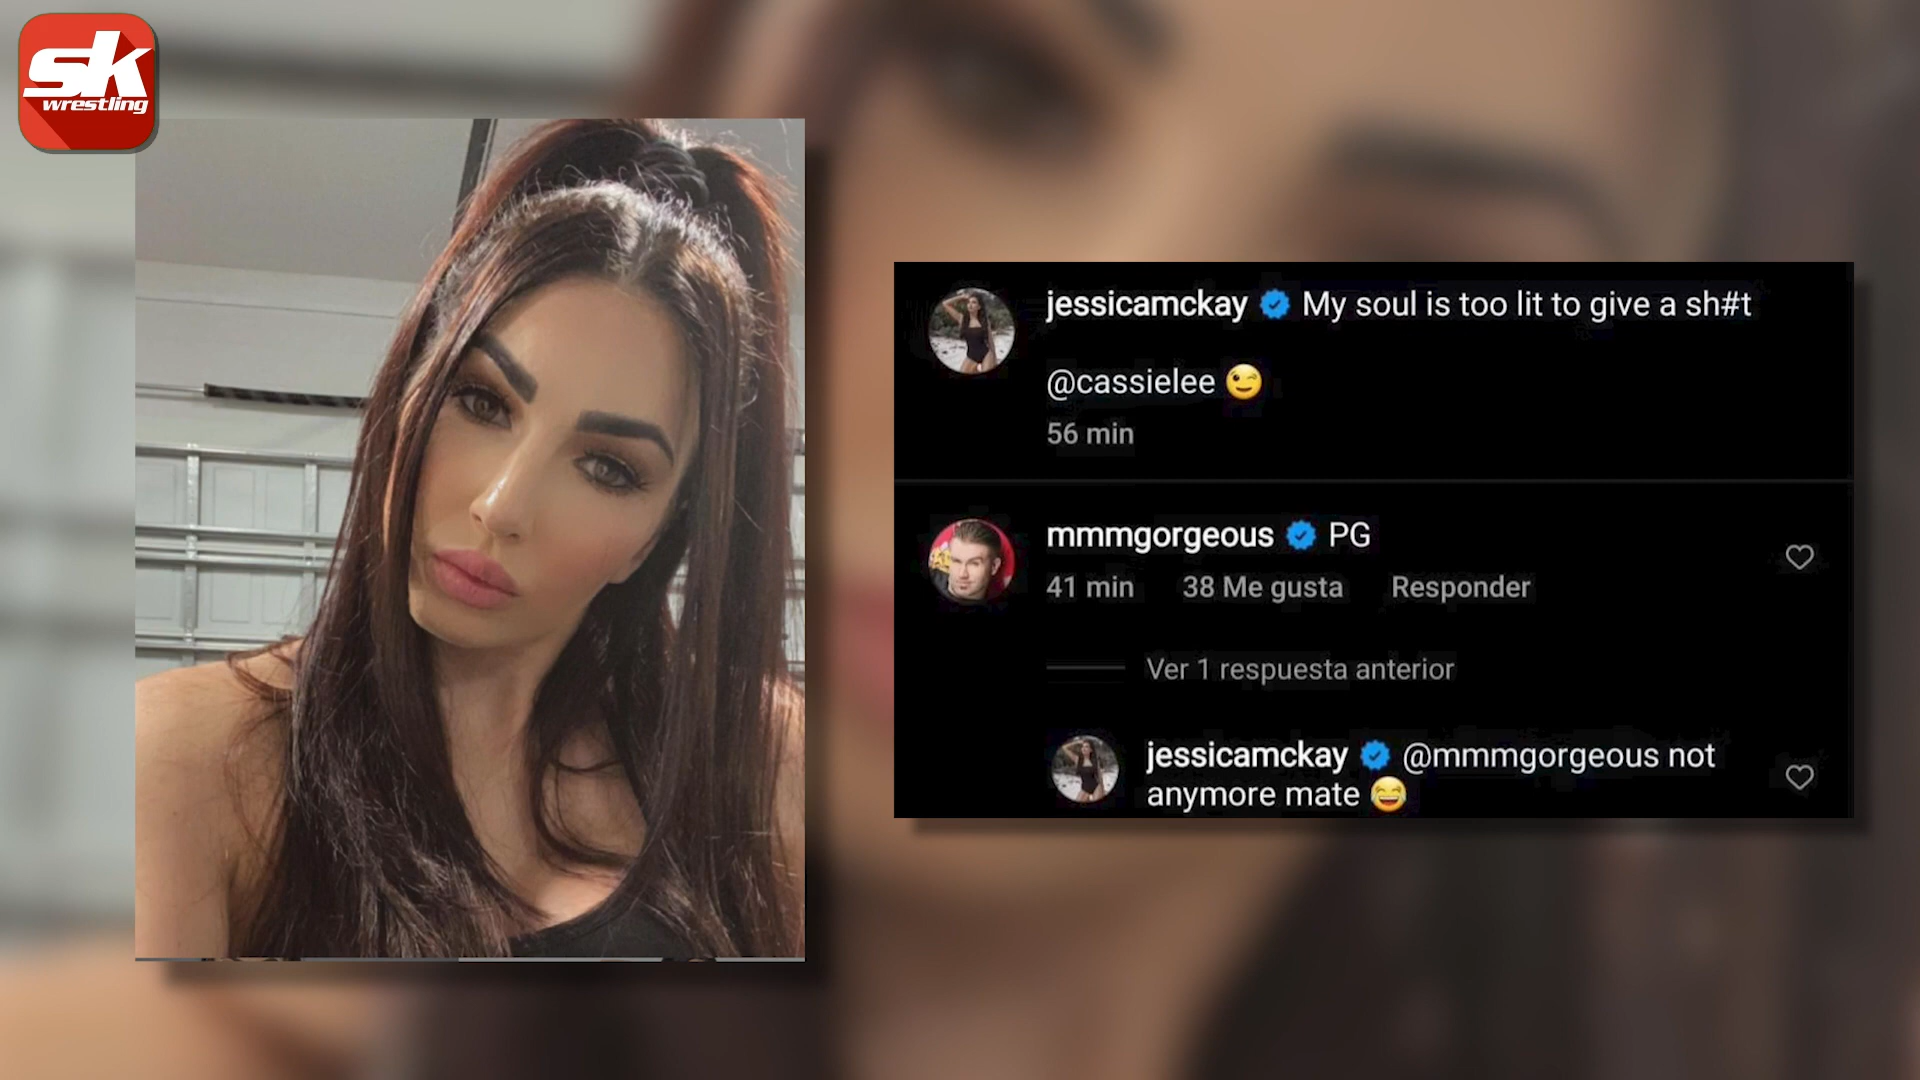 sk
wrestling
jessicamckay My soul is too lit to give a sh#t
@cassielee 😉
56 min
mmmgorgeous PG
41 min 38 Me gusta Responder
Ver 1 respuesta anterior
jessicamckay @mmmgorgeous not
anymore mate 😂